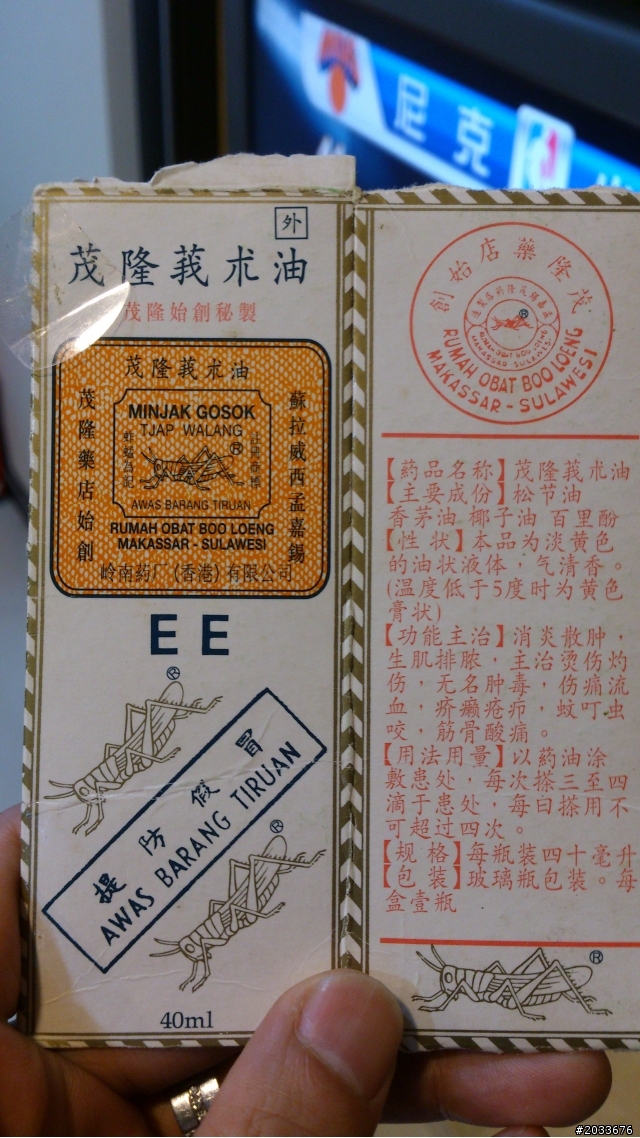 尼克
外
茂隆莪朮油
茂隆始創秘製
茂隆莪朮油
茂隆藥店始創
MINJAK GOSOK
TJAP WALANG
®
AWAS BARANG TIRUAN
蘇拉威西孟嘉錫
RUMAH OBAT BOO LOENG
MAKASSAR - SULAWESI
岭南药厂(香港)有限公司
EE
®
提防假冒
AWAS BARANG TIRUAN
®
40ml
茂隆藥店始創
RUMAH OBAT BOO LOENG
MAKASSAR - SULAWESI
®
【葯品名称】茂隆莪朮油
【主要成份】松节油
香茅油 椰子油 百里酚
【性 状】本品为淡黄色
的油状液体，气清香。
(温度低于5度时为黄色
膏状)
【功能主治】消炎散肿，
生肌排脓，主治烫伤灼
伤，无名肿毒，伤痛流
血，疥癞疮疖，蚊叮虫
咬，筋骨酸痛。
【用法用量】以葯油涂
敷患处，每次搽三至四
滴于患处，每日搽用不
可超过四次。
【规 格】每瓶装四十毫升
【包 装】玻璃瓶包装。每
盒壹瓶
®
#2033676